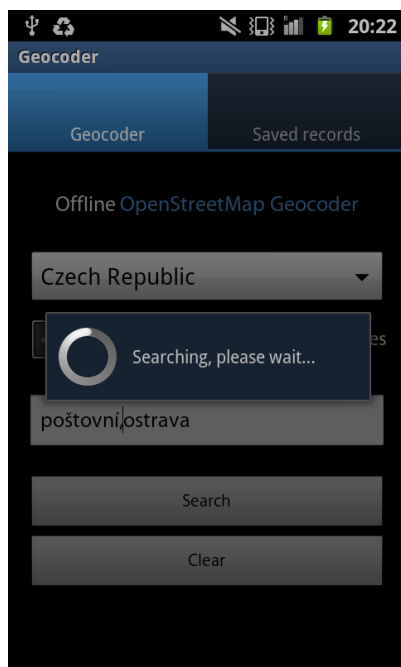 20:22
Geocoder
Geocoder Saved records
Offline OpenStreetMap Geocoder
Czech Republic
Searching, please wait...
poštovní,ostrava
Search
Clear